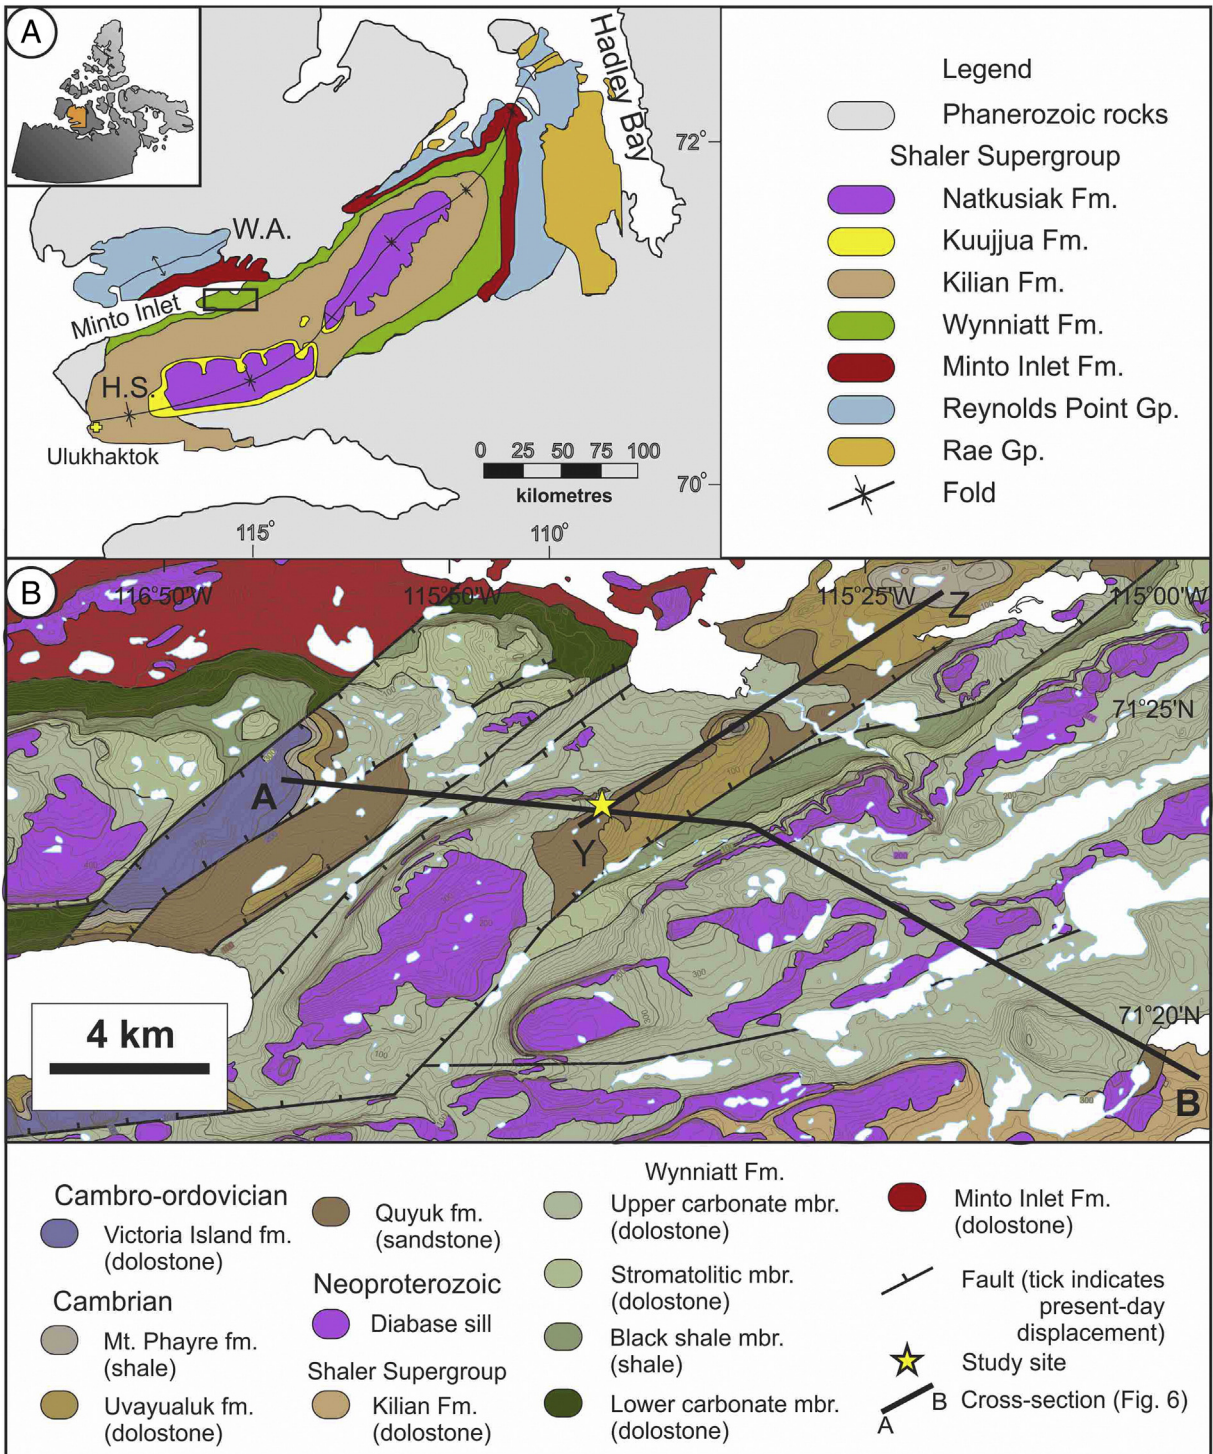 A
Hadley Bay
72°
W.A.
Minto Inlet
H.S.
Ulukhaktok
0 25 50 75 100
kilometres
70°
115°
110°
Legend
Phanerozoic rocks
Shaler Supergroup
Natkusiak Fm.
Kuujjua Fm.
Kilian Fm.
Wynniatt Fm.
Minto Inlet Fm.
Reynolds Point Gp.
Rae Gp.
Fold
B
116°50'W
115°50'W
115°25'W
115°00'W
Z
71°25'N
A
Y
71°20'N
B
4 km
Cambro-ordovician
Victoria Island fm.
(dolostone)
Cambrian
Mt. Phayre fm.
(shale)
Uvayualuk fm.
(dolostone)
Quyuk fm.
(sandstone)
Neoproterozoic
Diabase sill
Shaler Supergroup
Kilian Fm.
(dolostone)
Wynniatt Fm.
Upper carbonate mbr.
(dolostone)
Stromatolitic mbr.
(dolostone)
Black shale mbr.
(shale)
Lower carbonate mbr.
(dolostone)
Minto Inlet Fm.
(dolostone)
Fault (tick indicates
present-day
displacement)
Study site
A B Cross-section (Fig. 6)